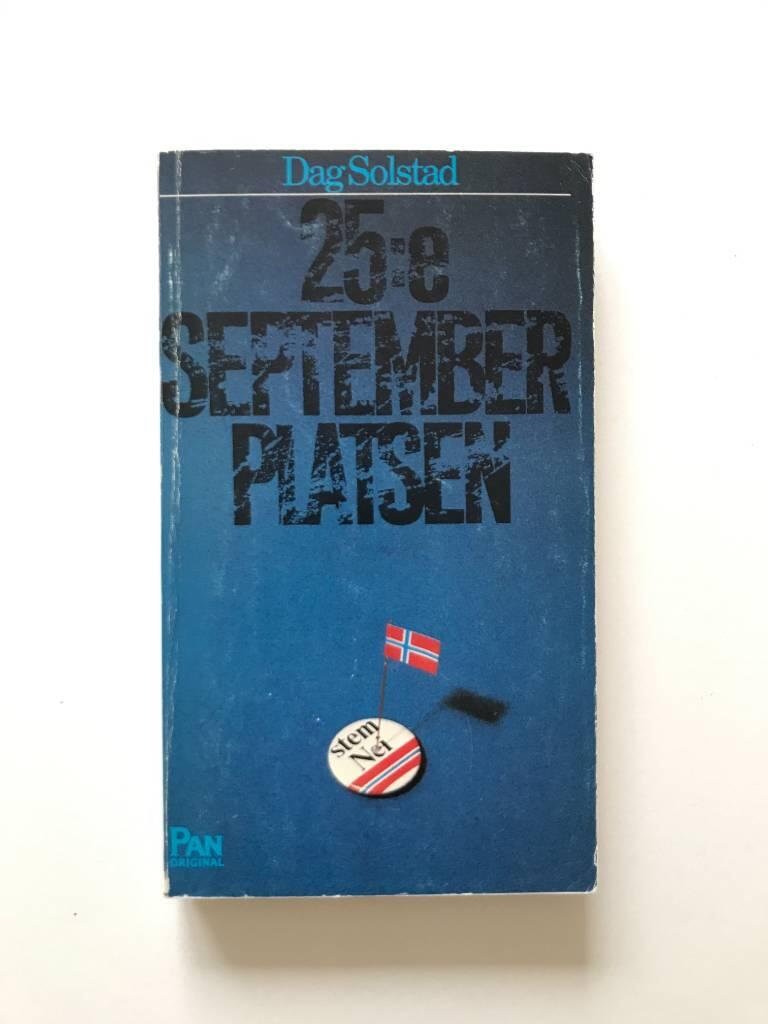 Dag Solstad
25:e
SEPTEMBER
PLATSEN
stem
Nei
PAN
ORIGINAL